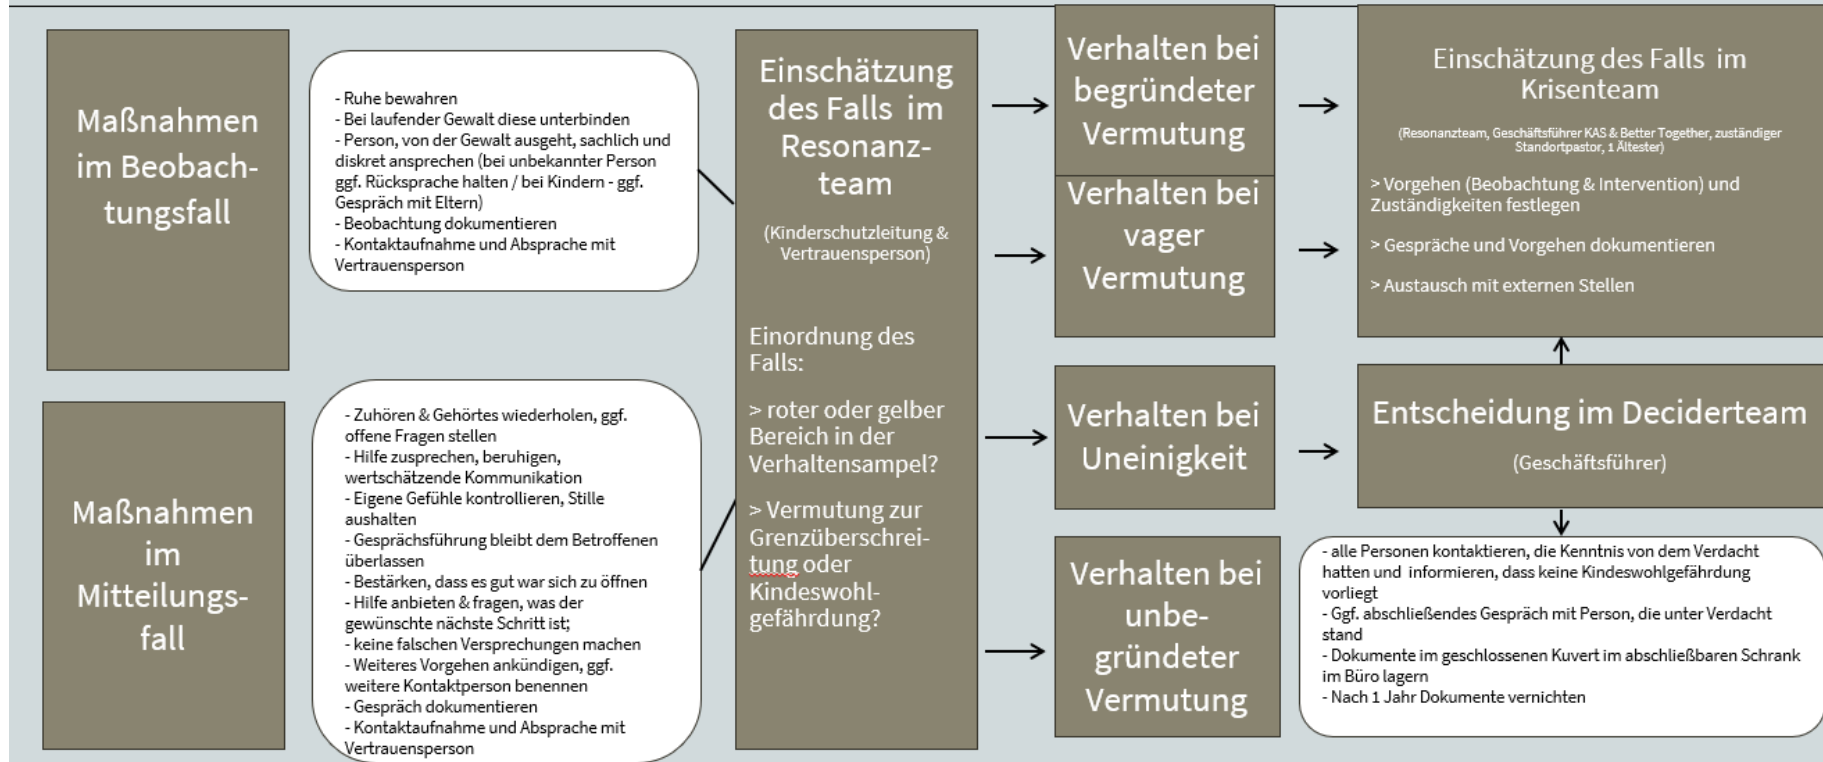 Maßnahmen
im Beobach-
tungsfall
- Ruhe bewahren
- Bei laufender Gewalt diese unterbinden
- Person, von der Gewalt ausgeht, sachlich und
diskret ansprechen (bei unbekannter Person
ggf. Rücksprache halten / bei Kindern - ggf.
Gespräch mit Eltern)
- Beobachtung dokumentieren
- Kontaktaufnahme und Absprache mit
Vertrauensperson
Maßnahmen
im
Mitteilungs-
fall
- Zuhören & Gehörtes wiederholen, ggf.
offene Fragen stellen
- Hilfe zusprechen, beruhigen,
wertschätzende Kommunikation
- Eigene Gefühle kontrollieren, Stille
aushalten
- Gesprächsführung bleibt dem Betroffenen
überlassen
- Bestärken, dass es gut war sich zu öffnen
- Hilfe anbieten & fragen, was der
gewünschte nächste Schritt ist;
- keine falschen Versprechungen machen
- Weiteres Vorgehen ankündigen, ggf.
weitere Kontaktperson benennen
- Gespräch dokumentieren
- Kontaktaufnahme und Absprache mit
Vertrauensperson
Einschätzung
des Falls im
Resonanz-
team
(Kinderschutzleitung &
Vertrauensperson)
Einordnung des
Falls:
> roter oder gelber
Bereich in der
Verhaltensampel?
> Vermutung zur
Grenzüberschrei-
tung oder
Kindeswohl-
gefährdung?
Verhalten bei
begründeter
Vermutung
Verhalten bei
vager
Vermutung
Verhalten bei
Uneinigkeit
Verhalten bei
unbe-
gründeter
Vermutung
Einschätzung des Falls im
Krisenteam
(Resonanzteam, Geschäftsführer KAS & Better Together, zuständiger
Standortpastor, 1 Ältester)
> Vorgehen (Beobachtung & Intervention) und
Zuständigkeiten festlegen
> Gespräche und Vorgehen dokumentieren
> Austausch mit externen Stellen
Entscheidung im Deciderteam
(Geschäftsführer)
- alle Personen kontaktieren, die Kenntnis von dem Verdacht
hatten und informieren, dass keine Kindeswohlgefährdung
vorliegt
- Ggf. abschließendes Gespräch mit Person, die unter Verdacht
stand
- Dokumente im geschlossenen Kuvert im abschließbaren Schrank
im Büro lagern
- Nach 1 Jahr Dokumente vernichten